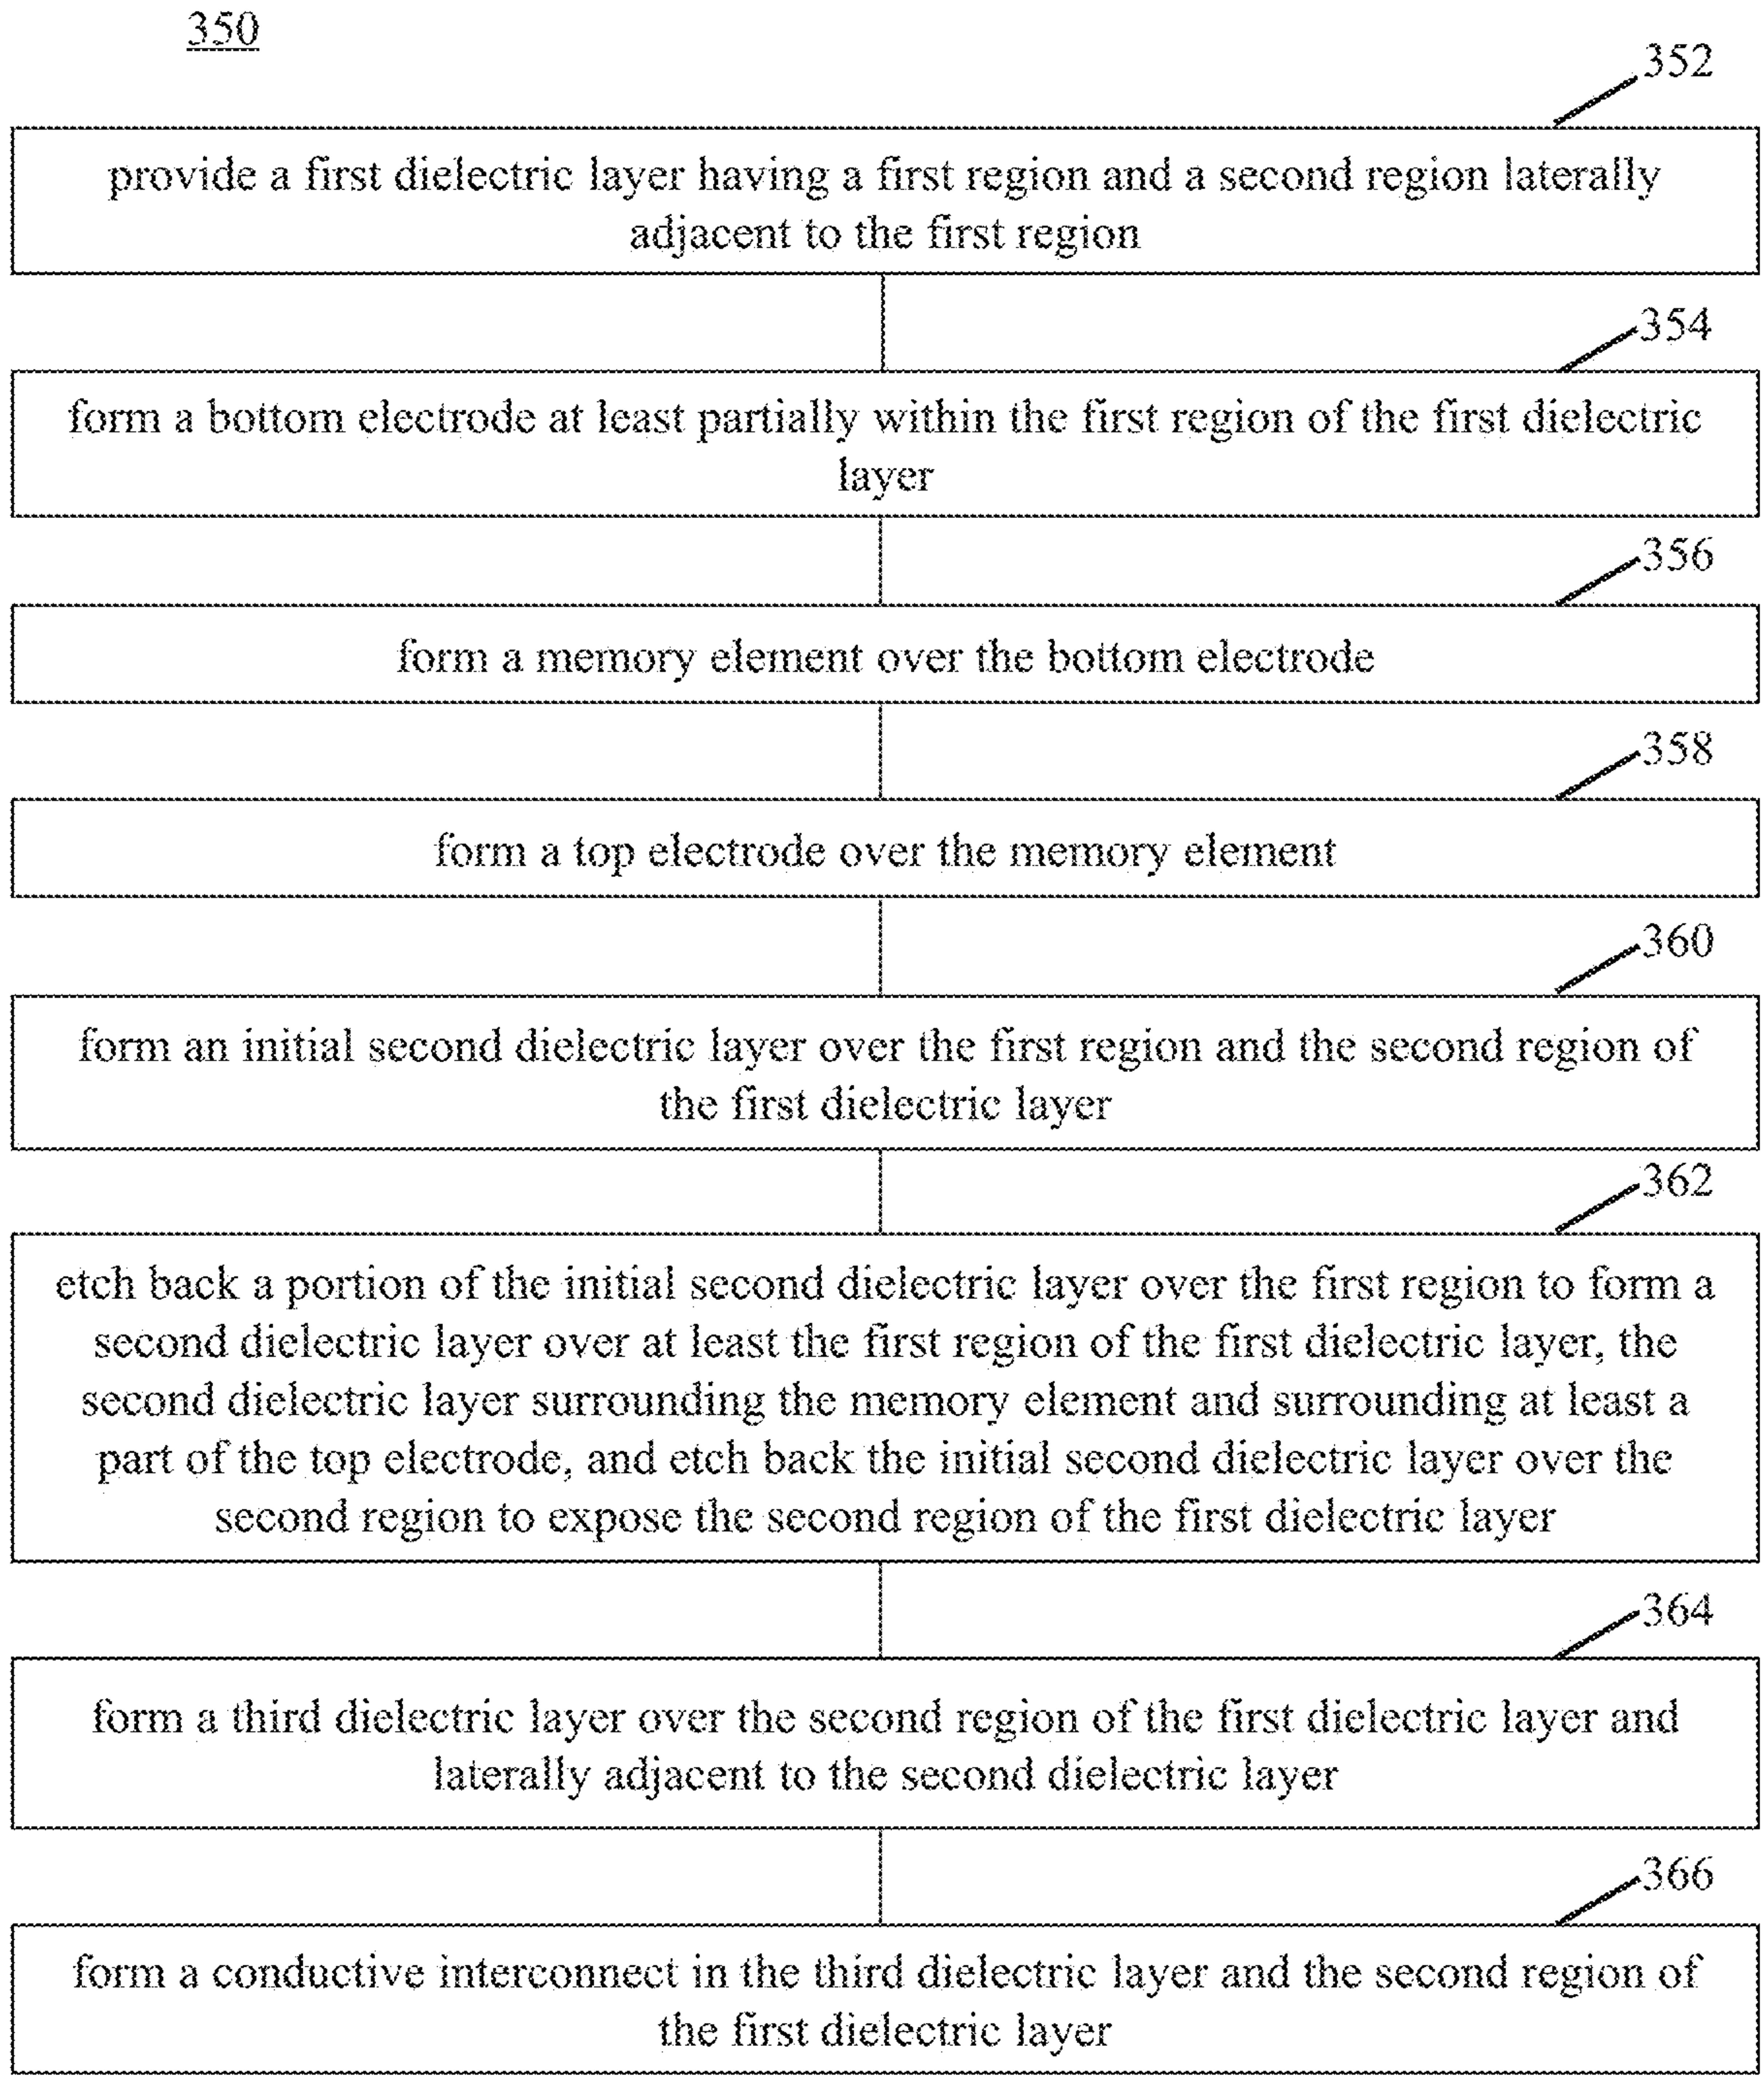 350
352
provide a first dielectric layer having a first region and a second region laterally
adjacent to the first region
354
form a bottom electrode at least partially within the first region of the first dielectric
layer
356
form a memory element over the bottom electrode
358
form a top electrode over the memory element
360
form an initial second dielectric layer over the first region and the second region of
the first dielectric layer
362
etch back a portion of the initial second dielectric layer over the first region to form a
second dielectric layer over at least the first region of the first dielectric layer, the
second dielectric layer surrounding the memory element and surrounding at least a
part of the top electrode, and etch back the initial second dielectric layer over the
second region to expose the second region of the first dielectric layer
364
form a third dielectric layer over the second region of the first dielectric layer and
laterally adjacent to the second dielectric layer
366
form a conductive interconnect in the third dielectric layer and the second region of
the first dielectric layer